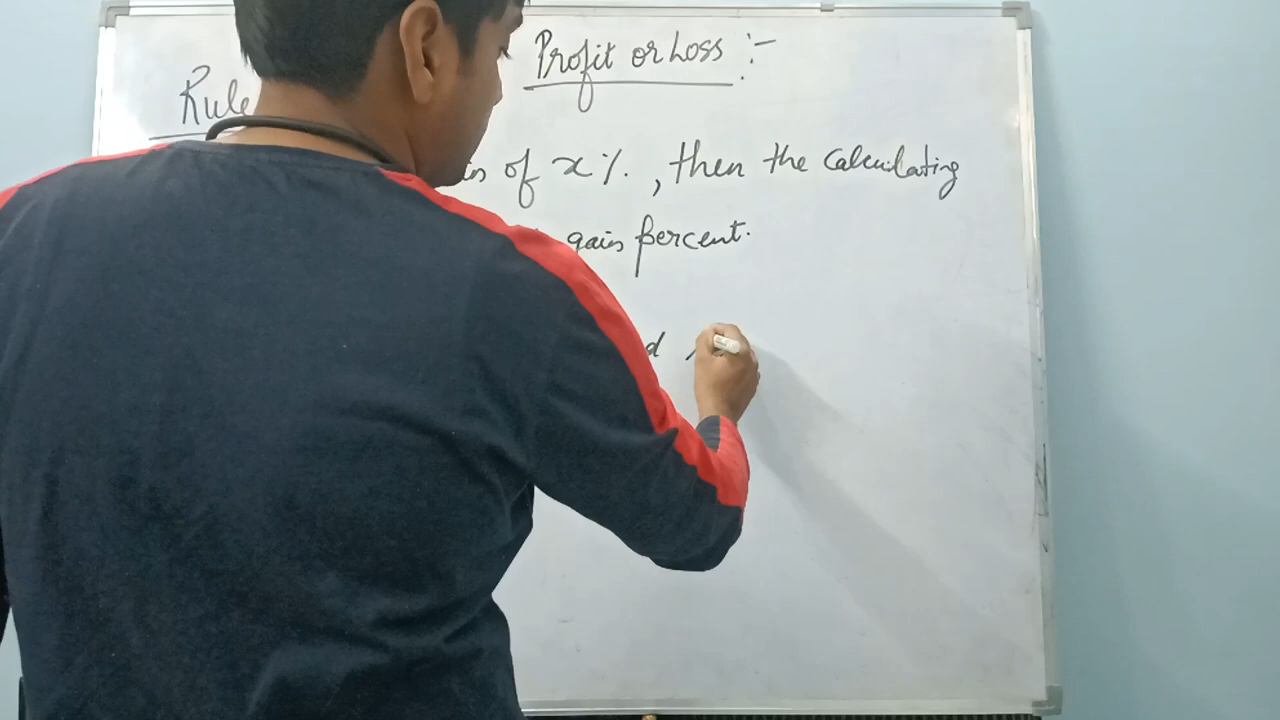 Profit or Loss :-
Rule
of x%, then the calculating
gain percent.